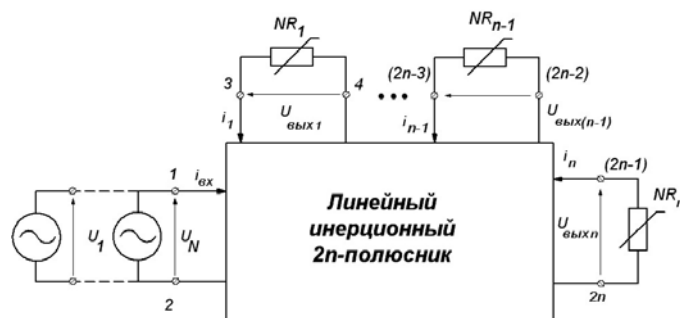 NR1
NRn-1
3
4
(2n-3)
(2n-2)
Uвых1
Uвых(n-1)
i1
in-1
in
(2n-1)
1
iвх
Линейный
инерционный
2n-полюсник
U1
UN
Uвыхn
NRn
2
2n